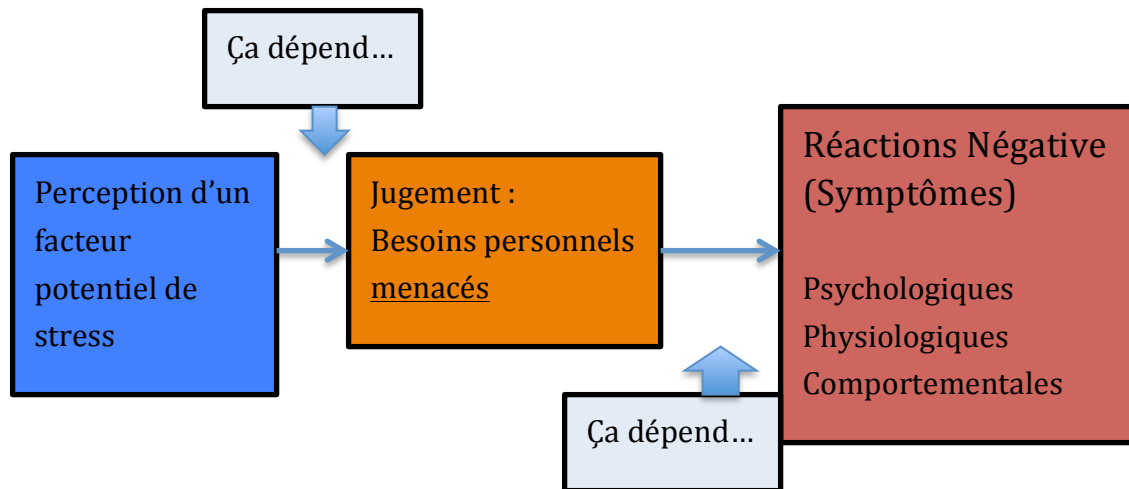 Ça dépend…
Perception d’un
facteur
potentiel de
stress
Jugement :
Besoins personnels
menacés
Réactions Négative
(Symptômes)
Psychologiques
Physiologiques
Comportementales
Ça dépend…